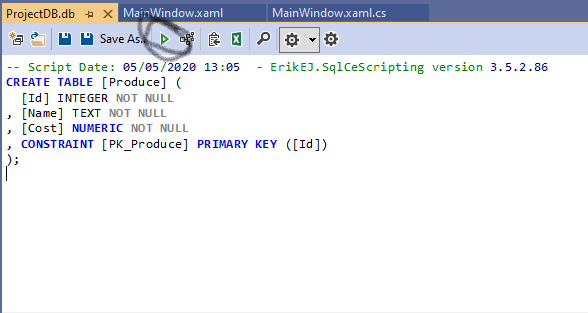 ProjectDB.db MainWindow.xaml MainWindow.xaml.cs
Save As...
-- Script Date: 05/05/2020 13:05  - ErikEJ.SqlCeScripting version 3.5.2.86
CREATE TABLE [Produce] (
  [Id] INTEGER NOT NULL
, [Name] TEXT NOT NULL
, [Cost] NUMERIC NOT NULL
, CONSTRAINT [PK_Produce] PRIMARY KEY ([Id])
);